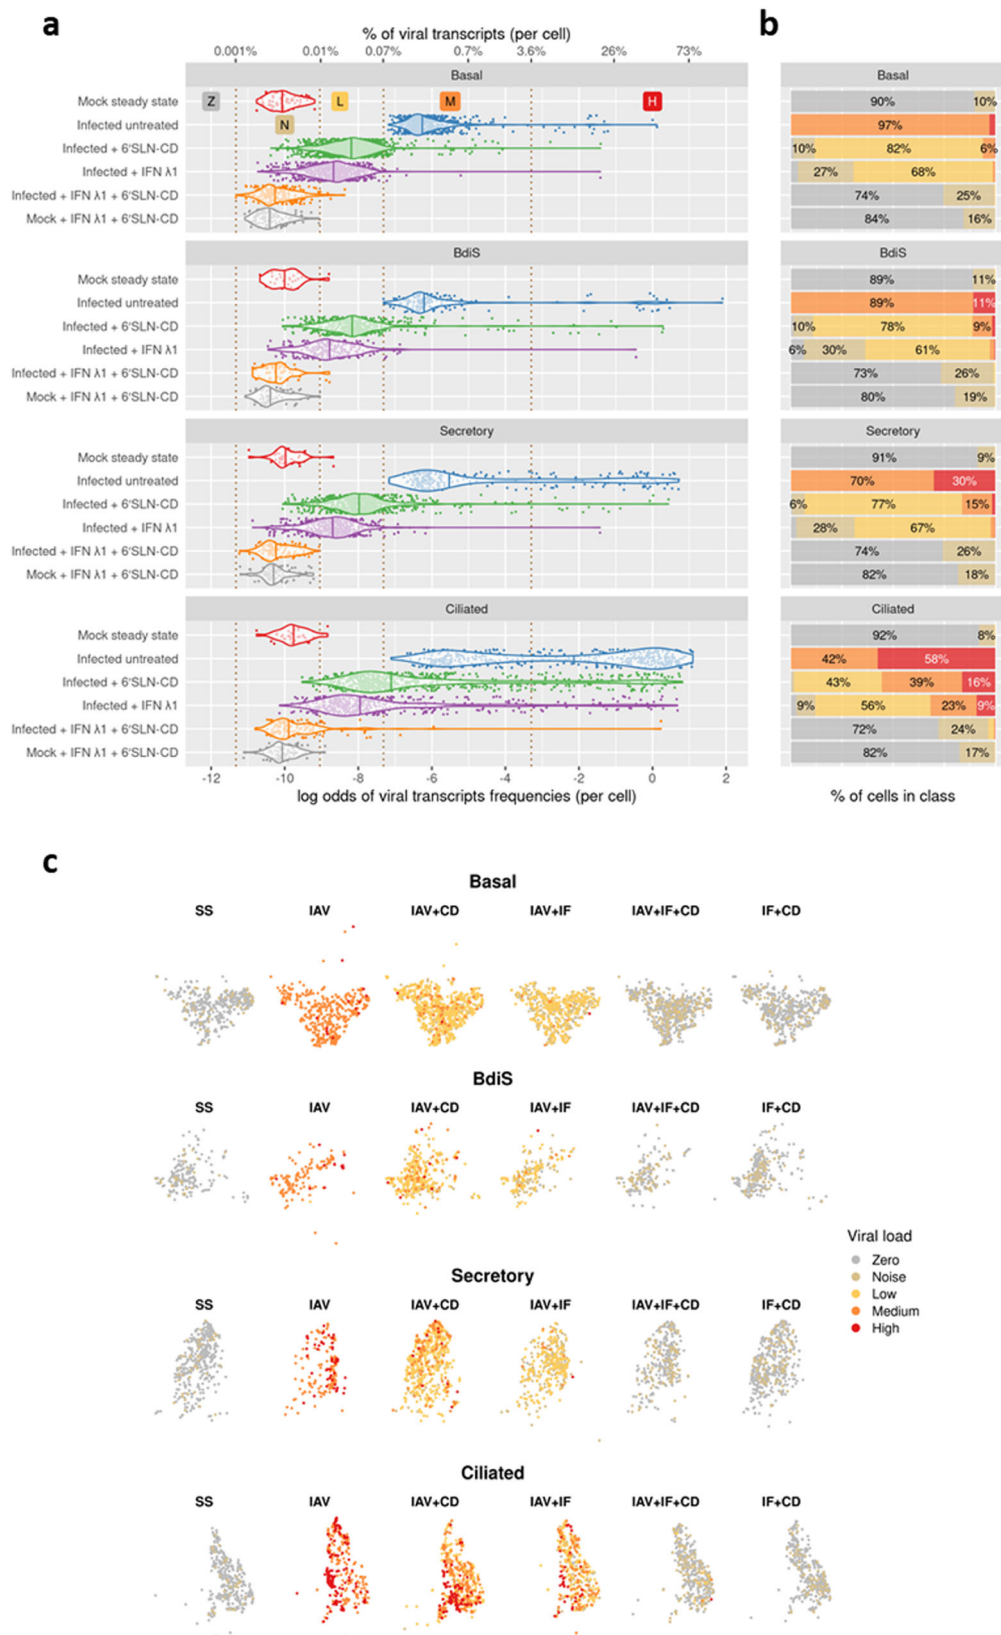 a
b
% of viral transcripts (per cell)
0.001% 0.01% 0.07% 0.7% 3.6% 26% 73%
Basal
Basal
Z N L M H
Mock steady state
90% 10%
Infected untreated
97%
Infected + 6'SLN-CD
10% 82% 6%
Infected + IFN λ1
27% 68%
Infected + IFN λ1 + 6'SLN-CD
74% 25%
Mock + IFN λ1 + 6'SLN-CD
84% 16%
BdiS
BdiS
Mock steady state
89% 11%
Infected untreated
89% 11%
Infected + 6'SLN-CD
10% 78% 9%
Infected + IFN λ1
6% 30% 61%
Infected + IFN λ1 + 6'SLN-CD
73% 26%
Mock + IFN λ1 + 6'SLN-CD
80% 19%
Secretory
Secretory
Mock steady state
91% 9%
Infected untreated
70% 30%
Infected + 6'SLN-CD
6% 77% 15%
Infected + IFN λ1
28% 67%
Infected + IFN λ1 + 6'SLN-CD
74% 26%
Mock + IFN λ1 + 6'SLN-CD
82% 18%
Ciliated
Ciliated
Mock steady state
92% 8%
Infected untreated
42% 58%
Infected + 6'SLN-CD
43% 39% 16%
Infected + IFN λ1
9% 56% 23% 9%
Infected + IFN λ1 + 6'SLN-CD
72% 24%
Mock + IFN λ1 + 6'SLN-CD
82% 17%
-12 -10 -8 -6 -4 -2 0 2
log odds of viral transcripts frequencies (per cell)
% of cells in class
c
Basal
SS IAV IAV+CD IAV+IF IAV+IF+CD IF+CD
BdiS
SS IAV IAV+CD IAV+IF IAV+IF+CD IF+CD
Viral load
Zero
Noise
Low
Medium
High
Secretory
SS IAV IAV+CD IAV+IF IAV+IF+CD IF+CD
Ciliated
SS IAV IAV+CD IAV+IF IAV+IF+CD IF+CD